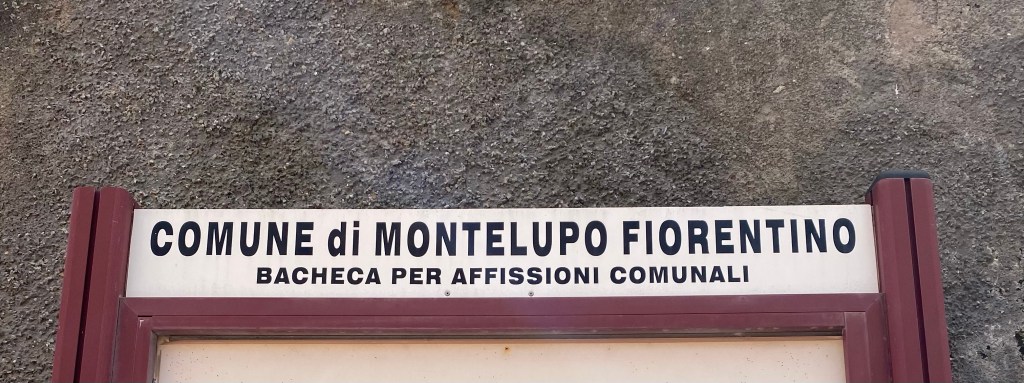 COMUNE di MONTELUPO FIORENTINO
BACHECA PER AFFISSIONI COMUNALI